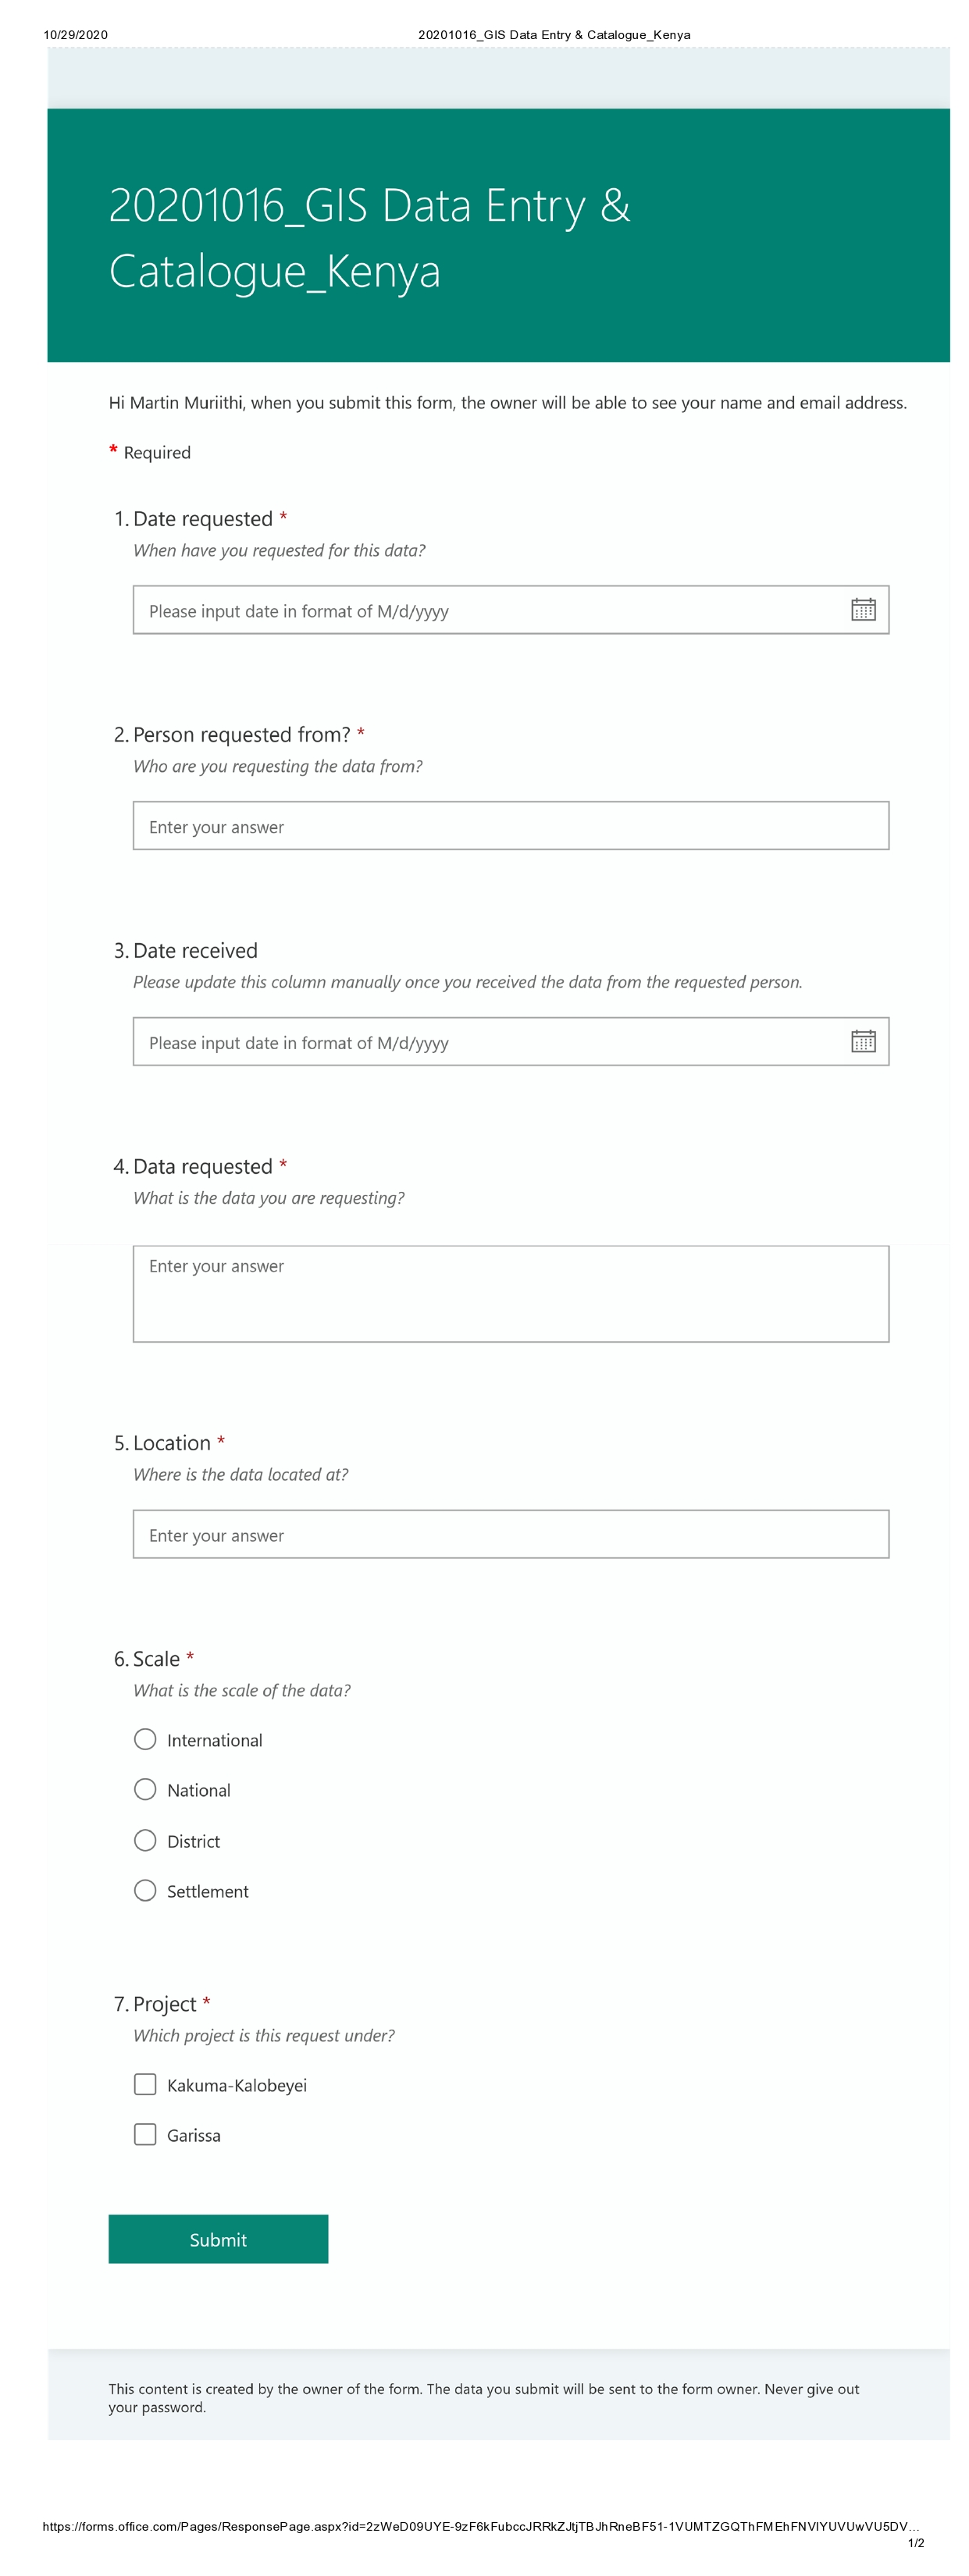 10/29/2020 20201016_GIS Data Entry & Catalogue_Kenya
20201016_GIS Data Entry &
Catalogue_Kenya
Hi Martin Muriithi, when you submit this form, the owner will be able to see your name and email address.
* Required
1. Date requested *
When have you requested for this data?
Please input date in format of M/d/yyyy
2. Person requested from? *
Who are you requesting the data from?
Enter your answer
3. Date received
Please update this column manually once you received the data from the requested person.
Please input date in format of M/d/yyyy
4. Data requested *
What is the data you are requesting?
Enter your answer
5. Location *
Where is the data located at?
Enter your answer
6. Scale *
What is the scale of the data?
International
National
District
Settlement
7. Project *
Which project is this request under?
Kakuma-Kalobeyei
Garissa
Submit
This content is created by the owner of the form. The data you submit will be sent to the form owner. Never give out
your password.
https://forms.office.com/Pages/ResponsePage.aspx?id=2zWeD09UYE-9zF6kFubccJRRkZJtjTBJhRneBF51-1VUMTZGQThFMEhFNVlYUVUwVU5DV…
1/2